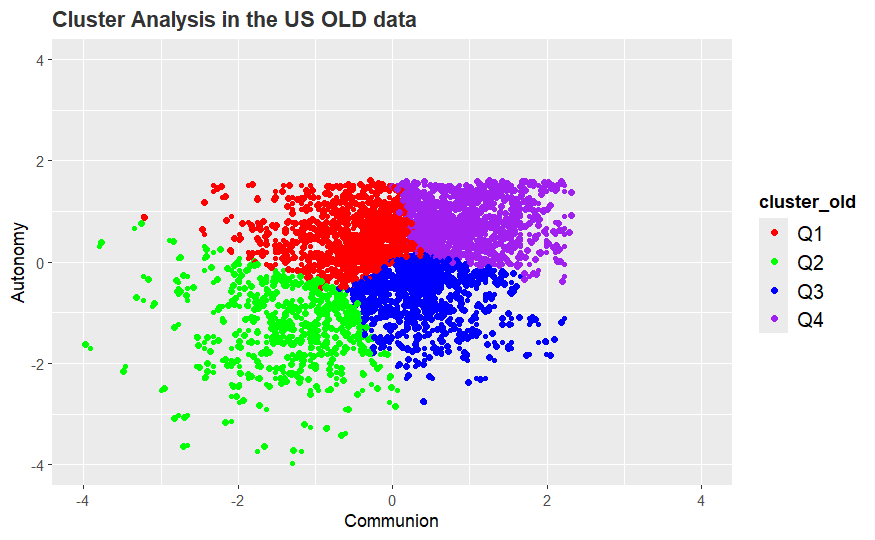 Cluster Analysis in the US OLD data
4
2
0
-2
-4
Autonomy
-4
-2
0
2
4
Communion
cluster_old
Q1
Q2
Q3
Q4